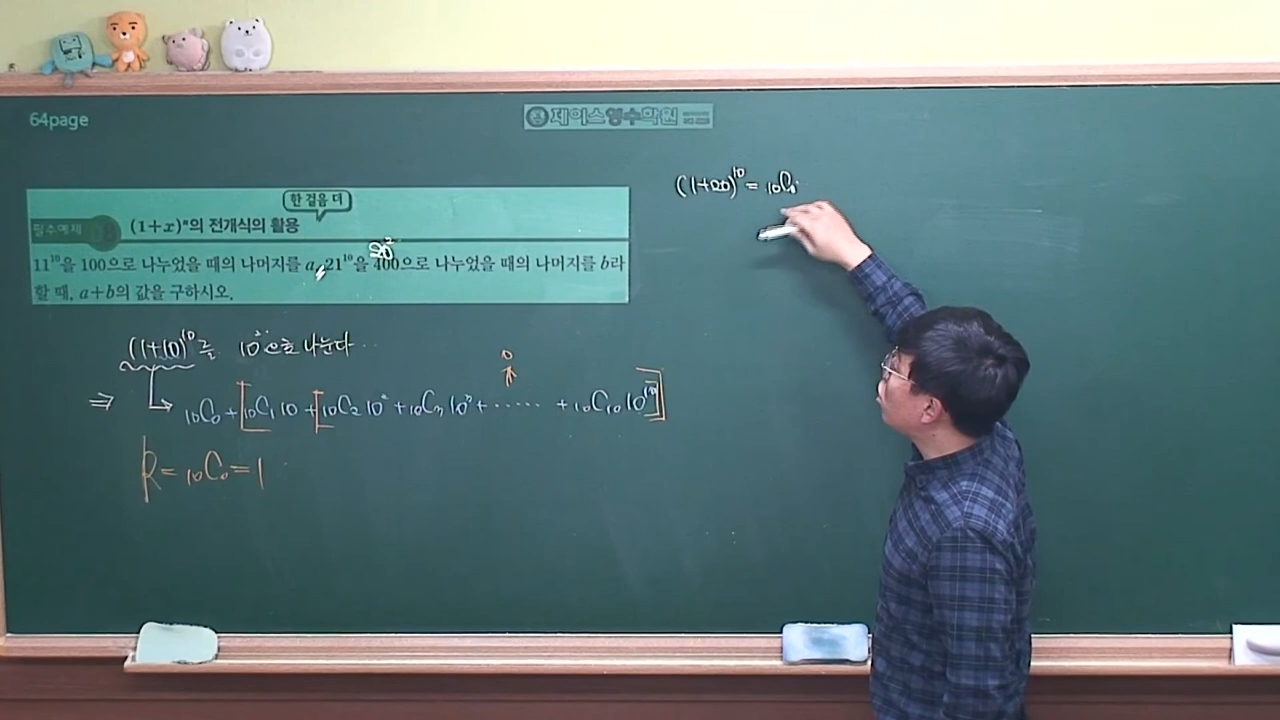 64page
제이스영수학원
한 걸음 더
필수예제 08 (1+x)ⁿ의 전개식의 활용
20²
11¹⁰을 100으로 나누었을 때의 나머지를 a, 21¹⁰을 400으로 나누었을 때의 나머지를 b라
할 때, a+b의 값을 구하시오.
(1+10)¹⁰를 10²으로 나눈다...
0
⇒ ₁₀C₀ + [₁₀C₁ 10 + [₁₀C₂ 10² + ₁₀C₃ 10³ + ...... + ₁₀C₁₀ 10¹⁰]
R = ₁₀C₀ = 1
(1+20)¹⁰ = ₁₀C₀